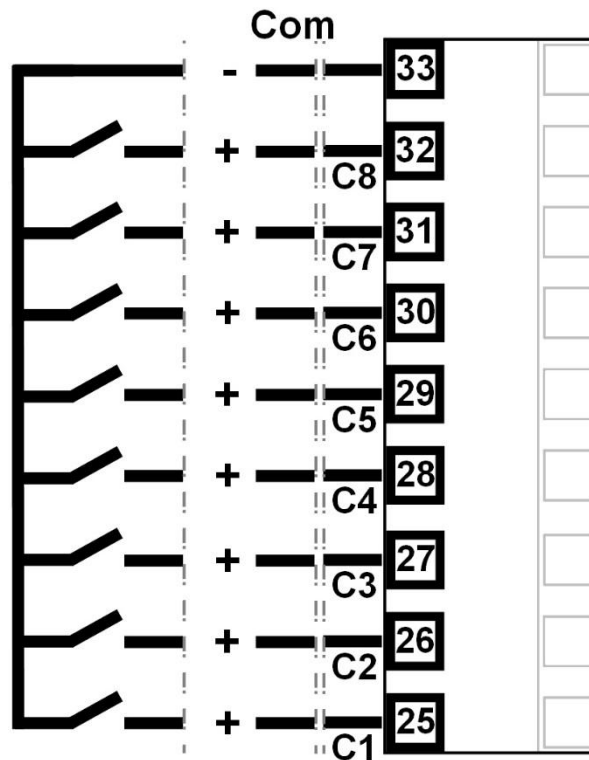 Com
- 33
+ 32
C8
+ 31
C7
+ 30
C6
+ 29
C5
+ 28
C4
+ 27
C3
+ 26
C2
+ 25
C1